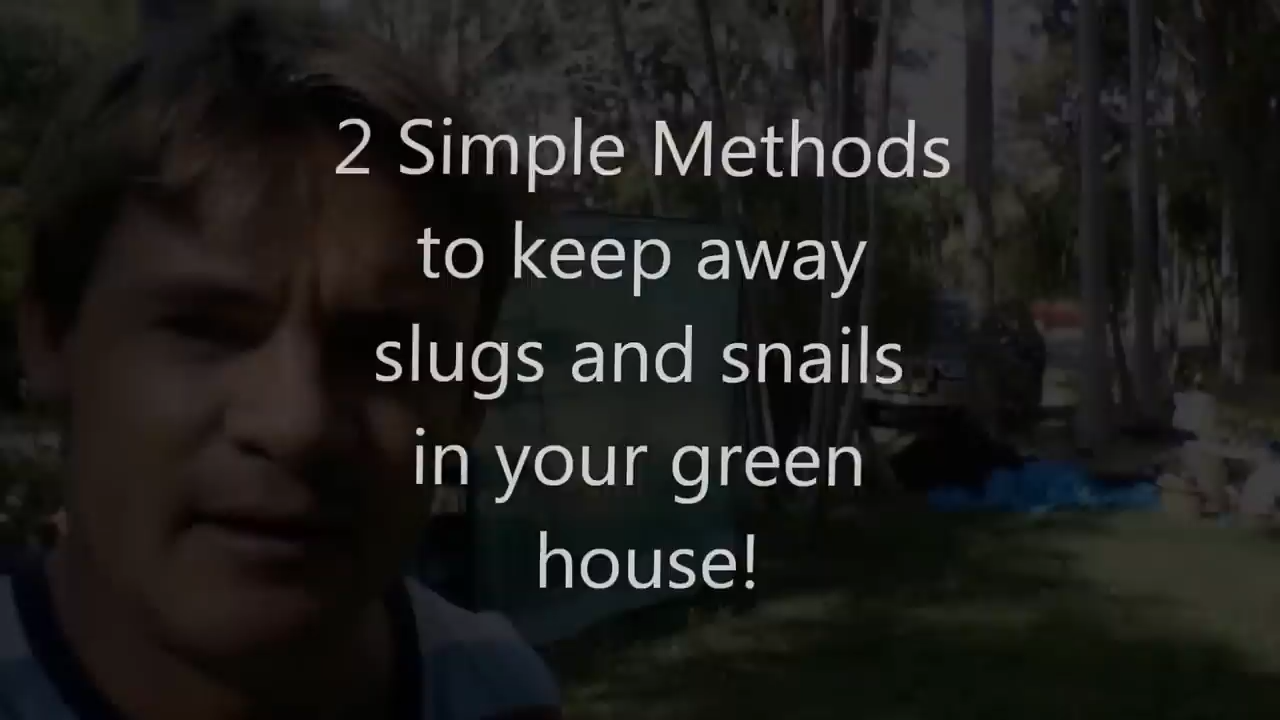 2 Simple Methods
to keep away
slugs and snails
in your green
house!